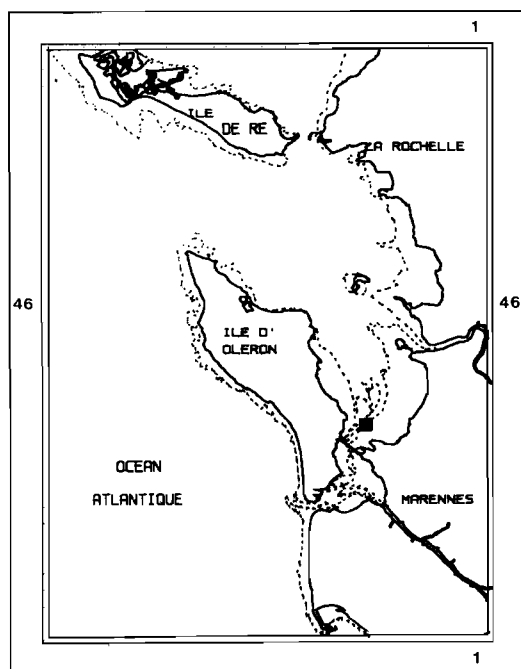 1
ILE
DE RE
LA ROCHELLE
46
46
ILE D'
OLERON
OCEAN
ATLANTIQUE
MARENNES
1